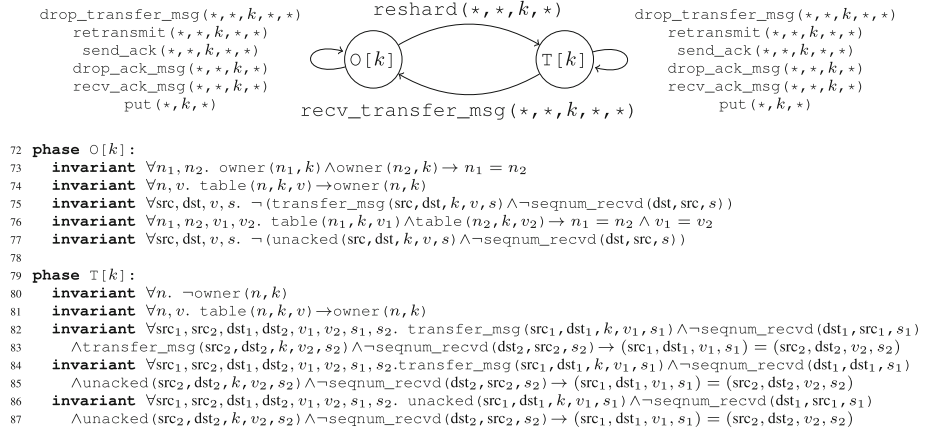 reshard(*,*,k,*)
drop_transfer_msg(*,*,k,*,*)
retransmit(*,*,k,*,*)
send_ack(*,*,k,*,*)
drop_ack_msg(*,*,k,*,*)
recv_ack_msg(*,*,k,*,*)
put(*,k,*)
O[k]
T[k]
recv_transfer_msg(*,*,k,*,*)
drop_transfer_msg(*,*,k,*,*)
retransmit(*,*,k,*,*)
send_ack(*,*,k,*,*)
drop_ack_msg(*,*,k,*,*)
recv_ack_msg(*,*,k,*,*)
put(*,k,*)
72 phase O[k]:
73 invariant ∀n₁,n₂. owner(n₁,k)∧owner(n₂,k)→ n₁ = n₂
74 invariant ∀n,v. table(n,k,v)→owner(n,k)
75 invariant ∀src,dst,v,s. ¬(transfer_msg(src,dst,k,v,s)∧¬seqnum_recvd(dst,src,s))
76 invariant ∀n₁,n₂,v₁,v₂. table(n₁,k,v₁)∧table(n₂,k,v₂)→ n₁ = n₂ ∧ v₁ = v₂
77 invariant ∀src,dst,v,s. ¬(unacked(src,dst,k,v,s)∧¬seqnum_recvd(dst,src,s))
78
79 phase T[k]:
80 invariant ∀n. ¬owner(n,k)
81 invariant ∀n,v. table(n,k,v)→owner(n,k)
82 invariant ∀src₁,src₂,dst₁,dst₂,v₁,v₂,s₁,s₂. transfer_msg(src₁,dst₁,k,v₁,s₁)∧¬seqnum_recvd(dst₁,src₁,s₁)
83 ∧transfer_msg(src₂,dst₂,k,v₂,s₂)∧¬seqnum_recvd(dst₂,src₂,s₂)→ (src₁,dst₁,v₁,s₁) = (src₂,dst₂,v₂,s₂)
84 invariant ∀src₁,src₂,dst₁,dst₂,v₁,v₂,s₁,s₂.transfer_msg(src₁,dst₁,k,v₁,s₁)∧¬seqnum_recvd(dst₁,dst₁,s₁)
85 ∧unacked(src₂,dst₂,k,v₂,s₂)∧¬seqnum_recvd(dst₂,src₂,s₂)→ (src₁,dst₁,v₁,s₁) = (src₂,dst₂,v₂,s₂)
86 invariant ∀src₁,src₂,dst₁,dst₂,v₁,v₂,s₁,s₂. unacked(src₁,dst₁,k,v₁,s₁)∧¬seqnum_recvd(dst₁,src₁,s₁)
87 ∧unacked(src₂,dst₂,k,v₂,s₂)∧¬seqnum_recvd(dst₂,src₂,s₂)→ (src₁,dst₁,v₁,s₁) = (src₂,dst₂,v₂,s₂)